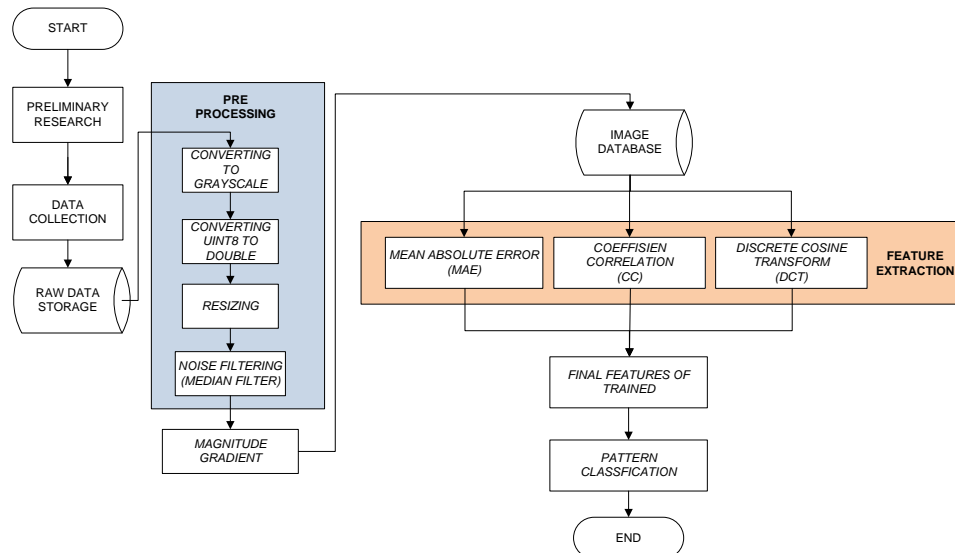 START
PRELIMINARY
RESEARCH
DATA
COLLECTION
RAW DATA
STORAGE
PRE
PROCESSING
CONVERTING
TO
GRAYSCALE
CONVERTING
UINT8 TO
DOUBLE
RESIZING
NOISE FILTERING
(MEDIAN FILTER)
MAGNITUDE
GRADIENT
IMAGE
DATABASE
MEAN ABSOLUTE ERROR
(MAE)
COEFFISIEN
CORRELATION
(CC)
DISCRETE COSINE
TRANSFORM
(DCT)
FEATURE
EXTRACTION
FINAL FEATURES OF
TRAINED
PATTERN
CLASSFICATION
END